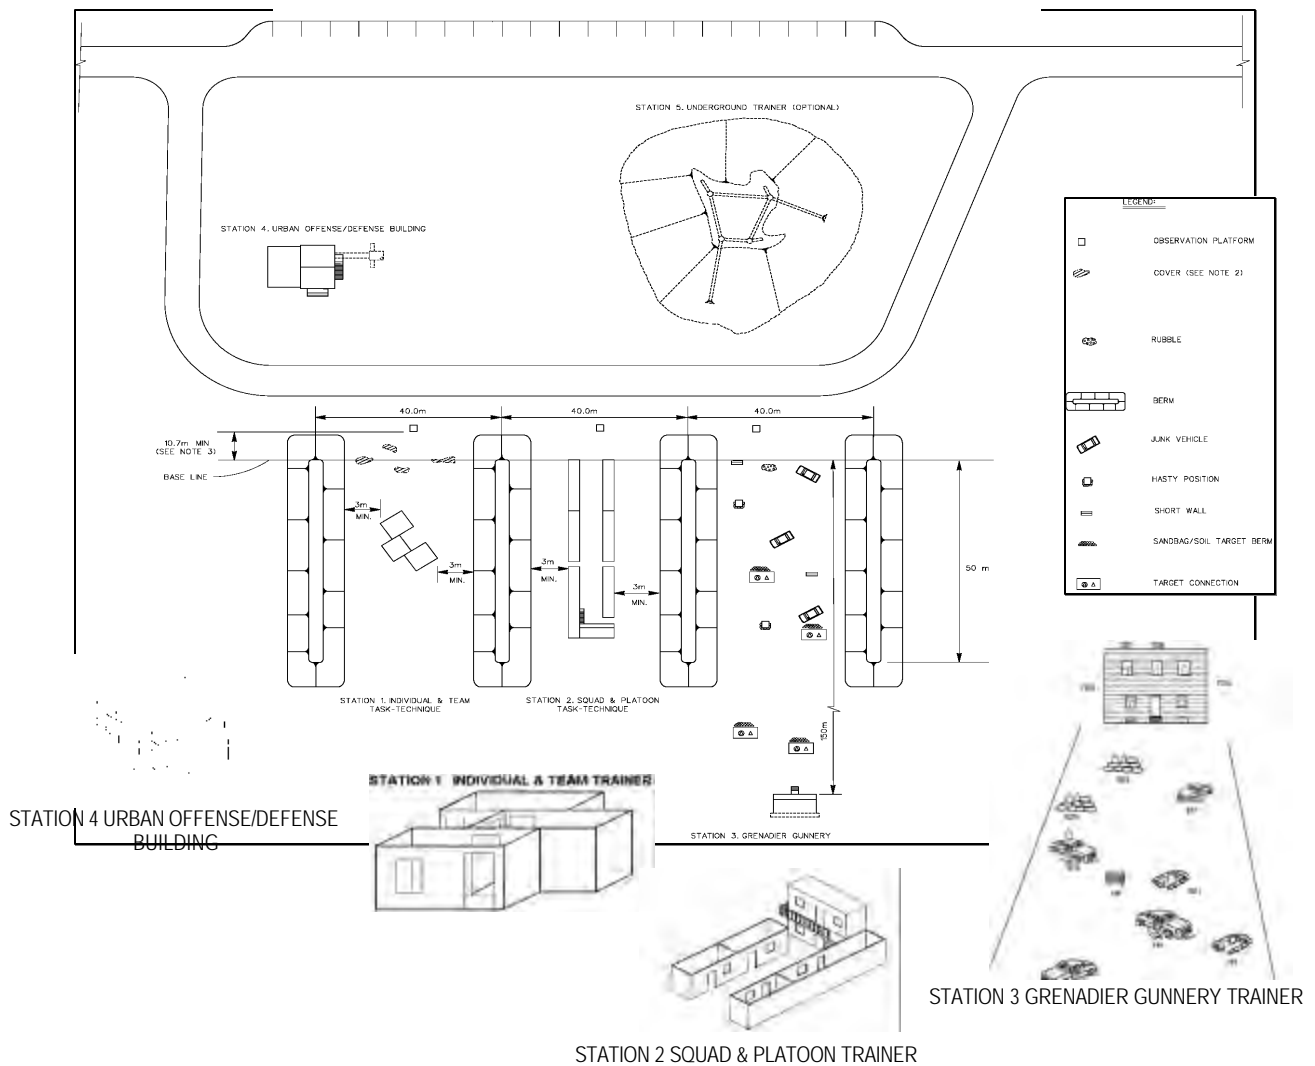 STATION 5. UNDERGROUND TRAINER (OPTIONAL)
STATION 4. URBAN OFFENSE/DEFENSE BUILDING
LEGEND:
OBSERVATION PLATFORM
COVER (SEE NOTE 2)
RUBBLE
BERM
JUNK VEHICLE
HASTY POSITION
SHORT WALL
SANDBAG/SOIL TARGET BERM
TARGET CONNECTION
40.0m
40.0m
40.0m
10.7m MIN
(SEE NOTE 3)
BASE LINE
3m
MIN.
3m
MIN.
3m
MIN.
3m
MIN.
50 m
150m
STATION 1. INDIVIDUAL & TEAM
TASK-TECHNIQUE
STATION 2. SQUAD & PLATOON
TASK-TECHNIQUE
STATION 3. GRENADIER GUNNERY
STATION 4 URBAN OFFENSE/DEFENSE
BUILDING
STATION 1 INDIVIDUAL & TEAM TRAINER
STATION 3 GRENADIER GUNNERY TRAINER
STATION 2 SQUAD & PLATOON TRAINER